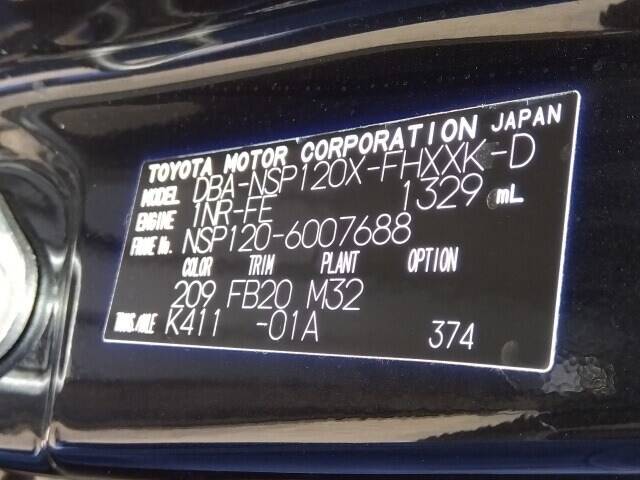 TOYOTA MOTOR CORPORATION JAPAN
MODEL DBA-NSP120X-FHXXK-D
ENGINE 1NR-FE 1329 mL
FRAME No. NSP120-6007688
COLOR TRIM PLANT OPTION
209 FB20 M32
TRANS./AXLE K411 -01A 374